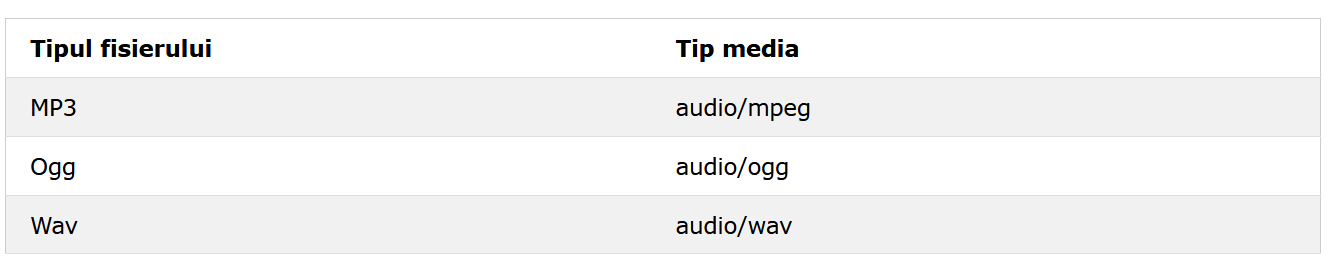 Tipul fisierului Tip media
MP3 audio/mpeg
Ogg audio/ogg
Wav audio/wav